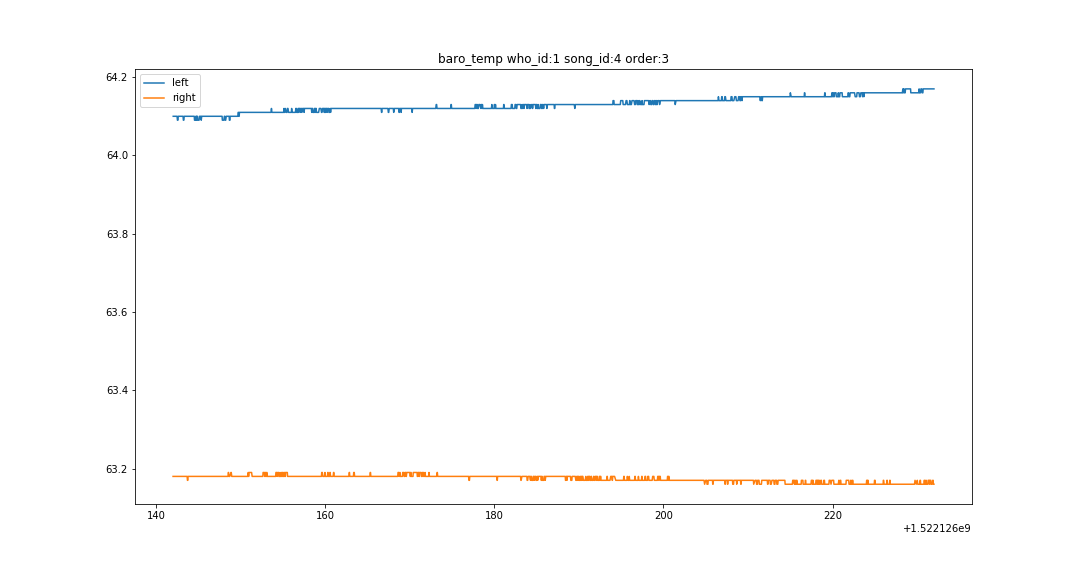 baro_temp who_id:1 song_id:4 order:3
left
right
64.2
64.0
63.8
63.6
63.4
63.2
140 160 180 200 220
+1.522126e9